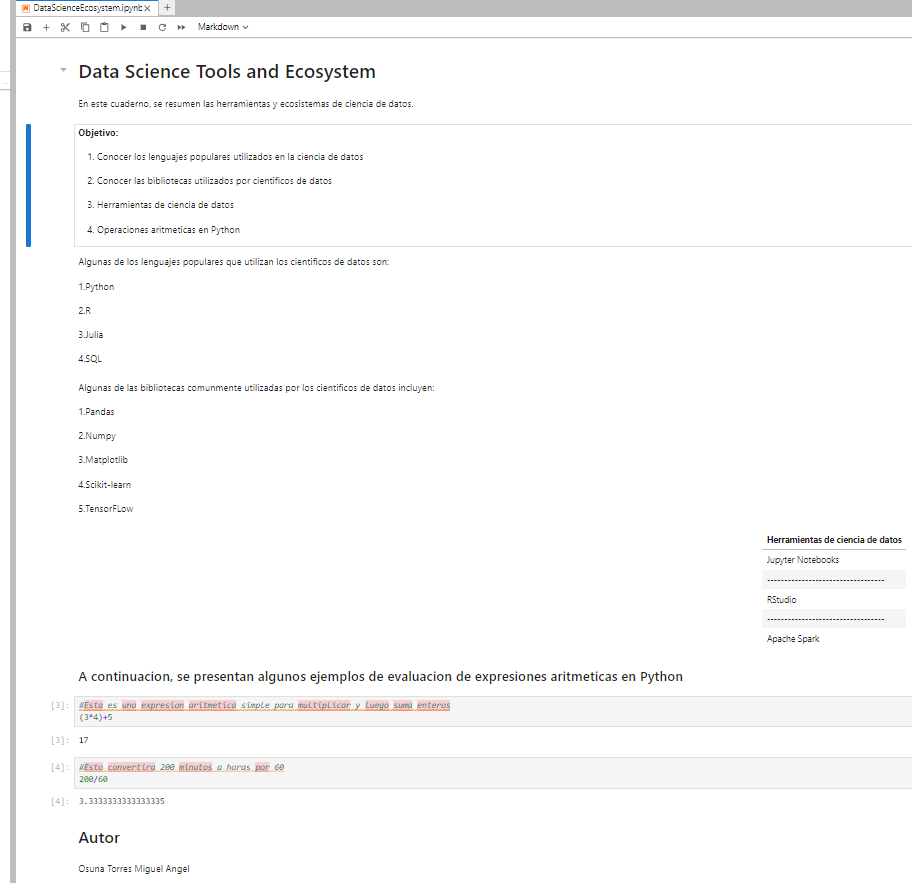 DataScienceEcosystem.ipynb
Markdown
Data Science Tools and Ecosystem
En este cuaderno, se resumen las herramientas y ecosistemas de ciencia de datos.
Objetivo:
1. Conocer los lenguajes populares utilizados en la ciencia de datos
2. Conocer las bibliotecas utilizados por cientificos de datos
3. Herramientas de ciencia de datos
4. Operaciones aritmeticas en Python
Algunas de los lenguajes populares que utilizan los cientificos de datos son:
1.Python
2.R
3.Julia
4.SQL
Algunas de las bibliotecas comunmente utilizadas por los cientificos de datos incluyen:
1.Pandas
2.Numpy
3.Matplotlib
4.Scikit-learn
5.TensorFLow
Herramientas de ciencia de datos
Jupyter Notebooks
----------------------------------
RStudio
----------------------------------
Apache Spark
A continuacion, se presentan algunos ejemplos de evaluacion de expresiones aritmeticas en Python
[3]: #Esta es una expresion aritmetica simple para multiplicar y luego suma enteros
(3*4)+5
[3]: 17
[4]: #Esto convertira 200 minutos a horas por 60
200/60
[4]: 3.3333333333333335
Autor
Osuna Torres Miguel Angel